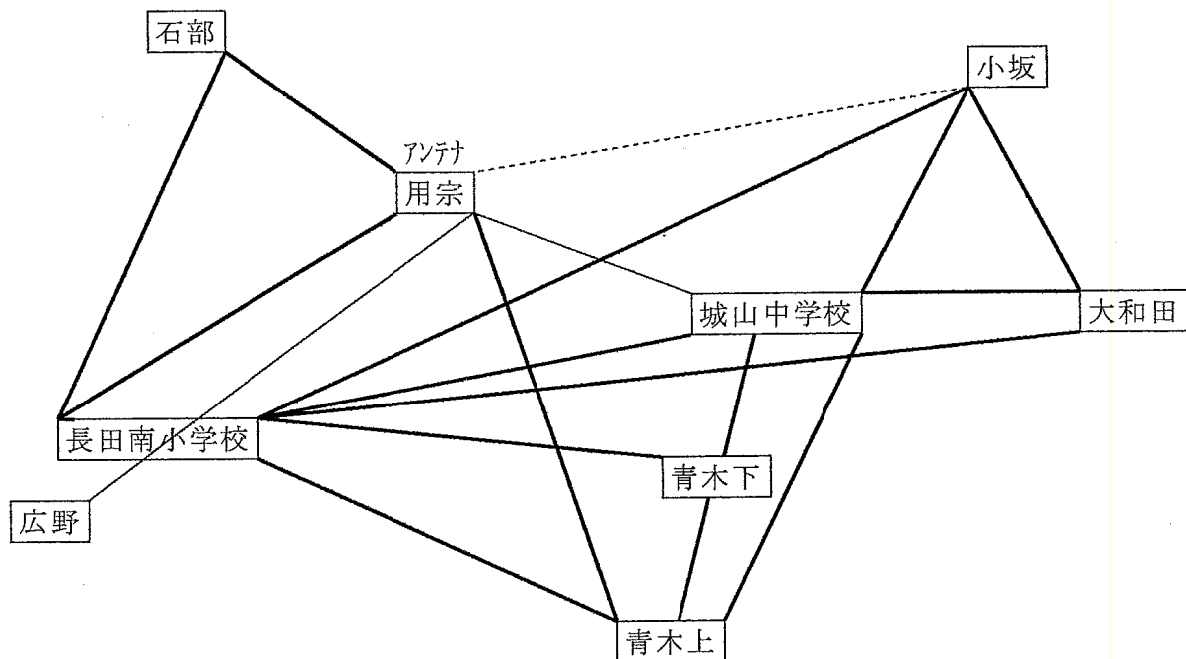 石部
小坂
アンテナ
用宗
城山中学校
大和田
長田南小学校
青木下
広野
青木上